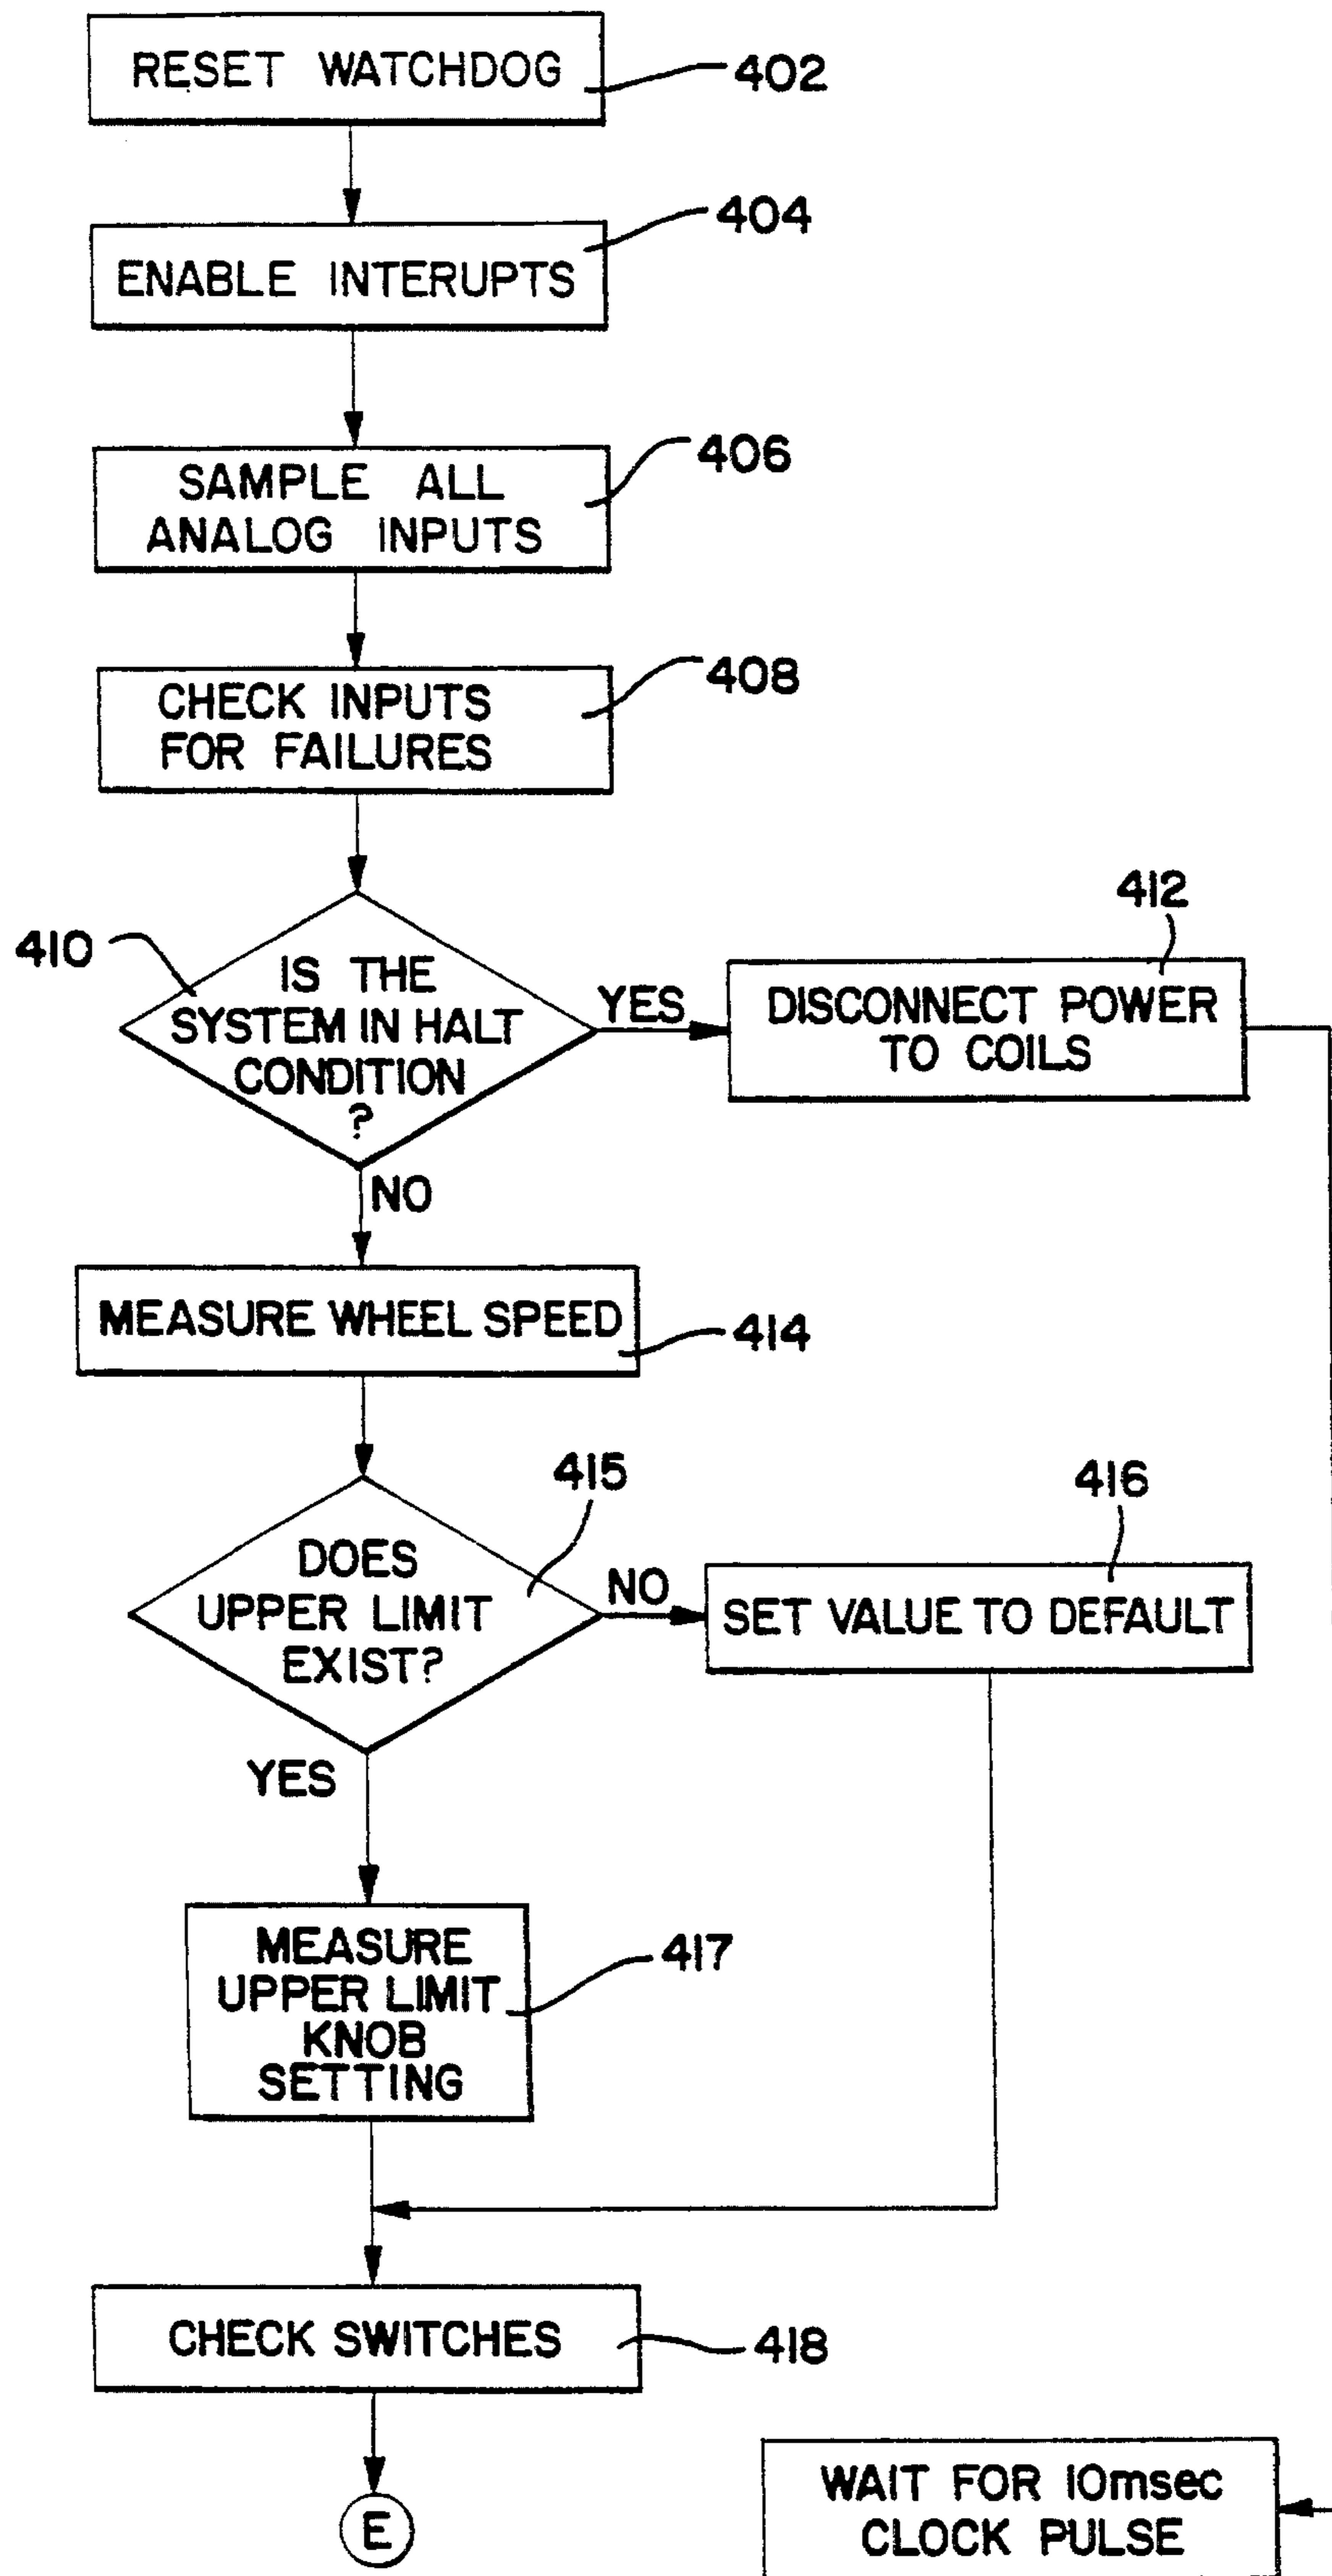 RESET WATCHDOG
402
404
ENABLE INTERUPTS
406
SAMPLE ALL
ANALOG INPUTS
408
CHECK INPUTS
FOR FAILURES
410
IS THE
SYSTEM IN HALT
CONDITION
?
YES
412
DISCONNECT POWER
TO COILS
NO
MEASURE WHEEL SPEED
414
415
DOES
UPPER LIMIT
EXIST?
NO
416
SET VALUE TO DEFAULT
YES
MEASURE
UPPER LIMIT
KNOB
SETTING
417
CHECK SWITCHES
418
E
WAIT FOR 10msec
CLOCK PULSE